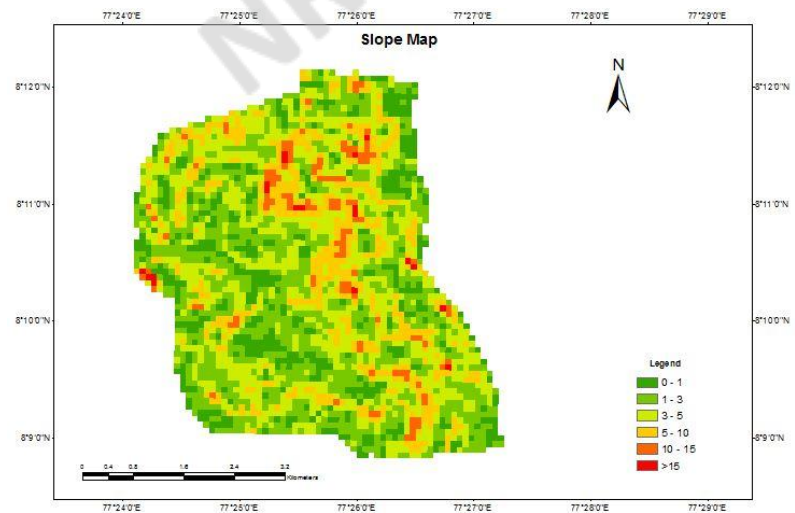 77°24'0"E 77°25'0"E 77°26'0"E 77°27'0"E 77°28'0"E 77°29'0"E
Slope Map
N
8°12'0"N 8°12'0"N
8°11'0"N 8°11'0"N
8°10'0"N 8°10'0"N
8°9'0"N 8°9'0"N
Legend
0 - 1
1 - 3
3 - 5
5 - 10
10 - 15
>15
0 0.4 0.8 1.6 2.4 3.2
Kilometers
77°24'0"E 77°25'0"E 77°26'0"E 77°27'0"E 77°28'0"E 77°29'0"E